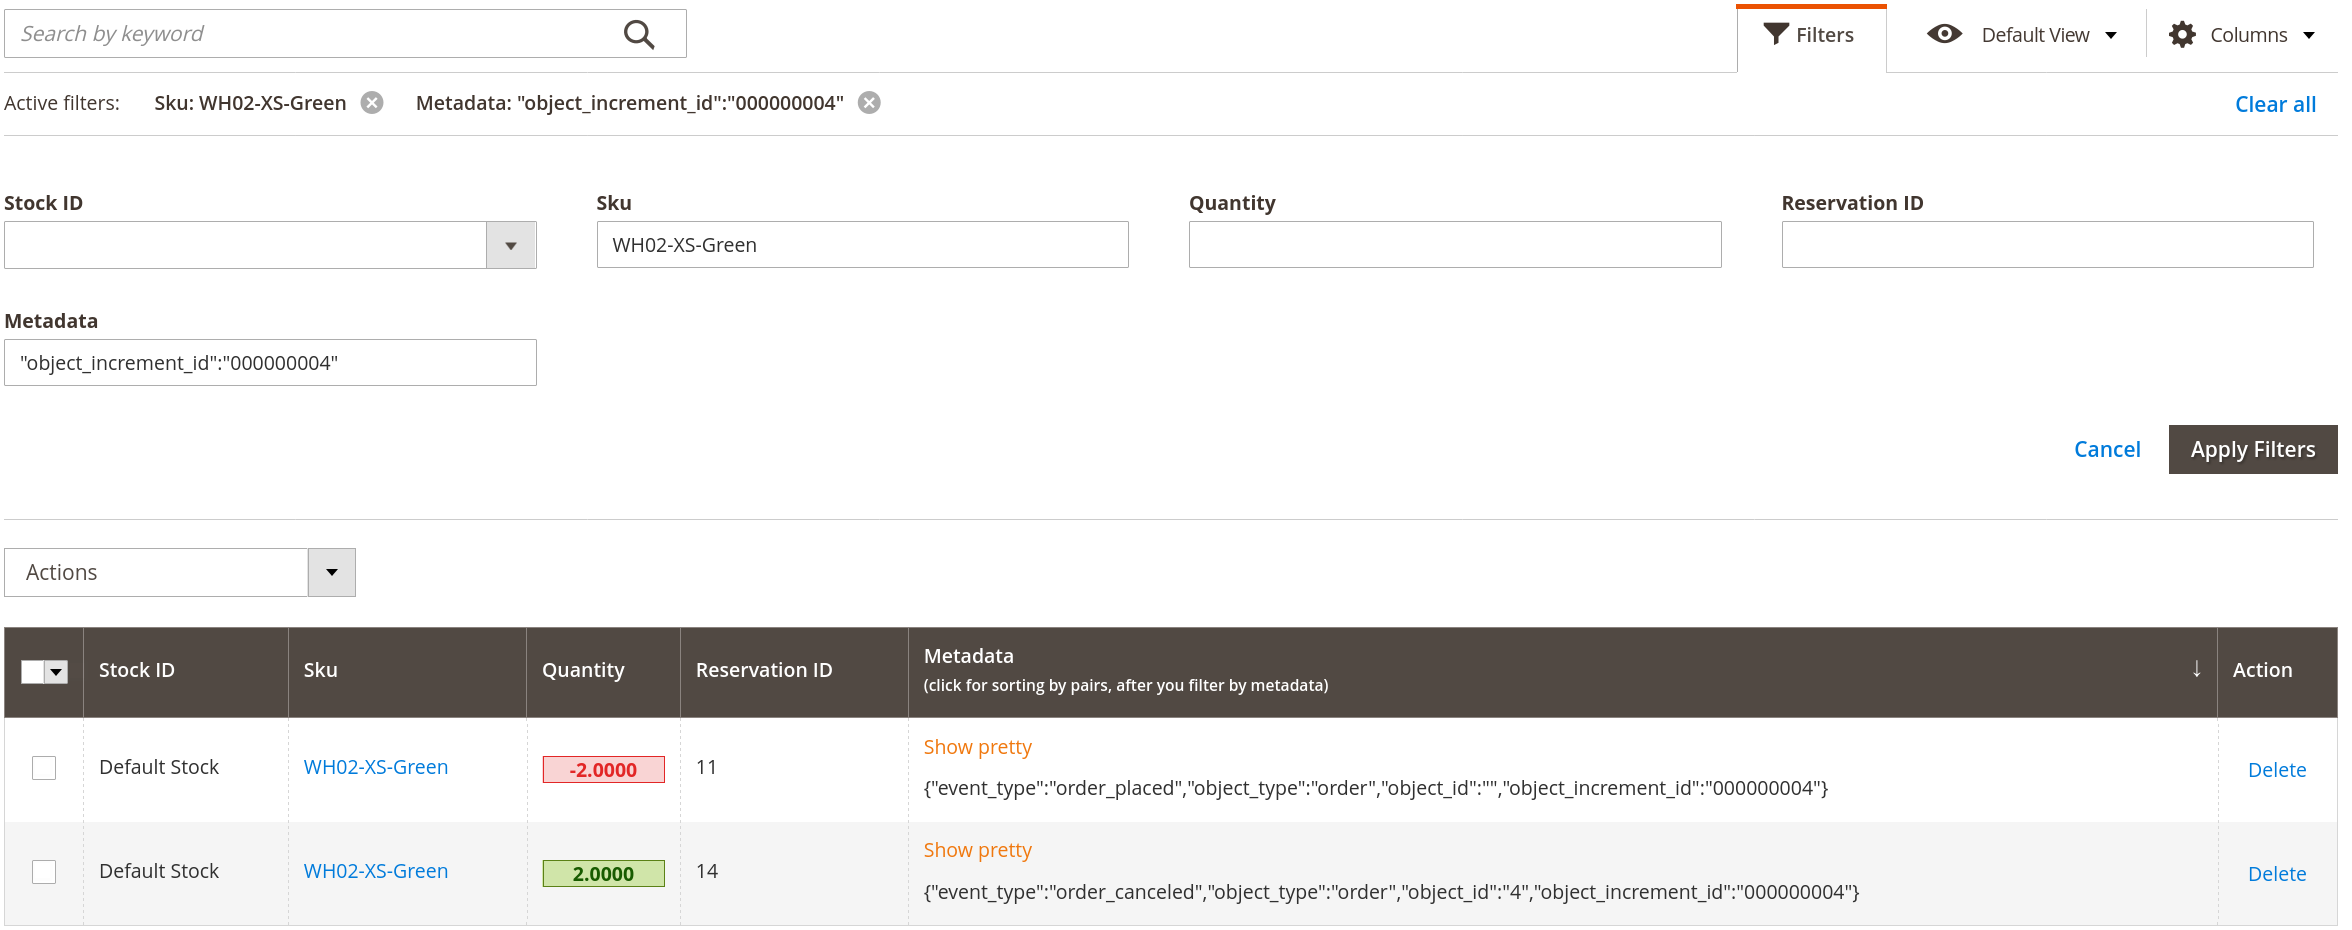 Search by keyword
Filters
Default View
Columns
Active filters: Sku: WH02-XS-Green Metadata: "object_increment_id":"000000004"
Clear all
Stock ID
Sku
Quantity
Reservation ID
WH02-XS-Green
Metadata
"object_increment_id":"000000004"
Cancel
Apply Filters
Actions
Stock ID
Sku
Quantity
Reservation ID
Metadata
(click for sorting by pairs, after you filter by metadata)
↓
Action
Default Stock
WH02-XS-Green
-2.0000
11
Show pretty
{"event_type":"order_placed","object_type":"order","object_id":"","object_increment_id":"000000004"}
Delete
Default Stock
WH02-XS-Green
2.0000
14
Show pretty
{"event_type":"order_canceled","object_type":"order","object_id":"4","object_increment_id":"000000004"}
Delete